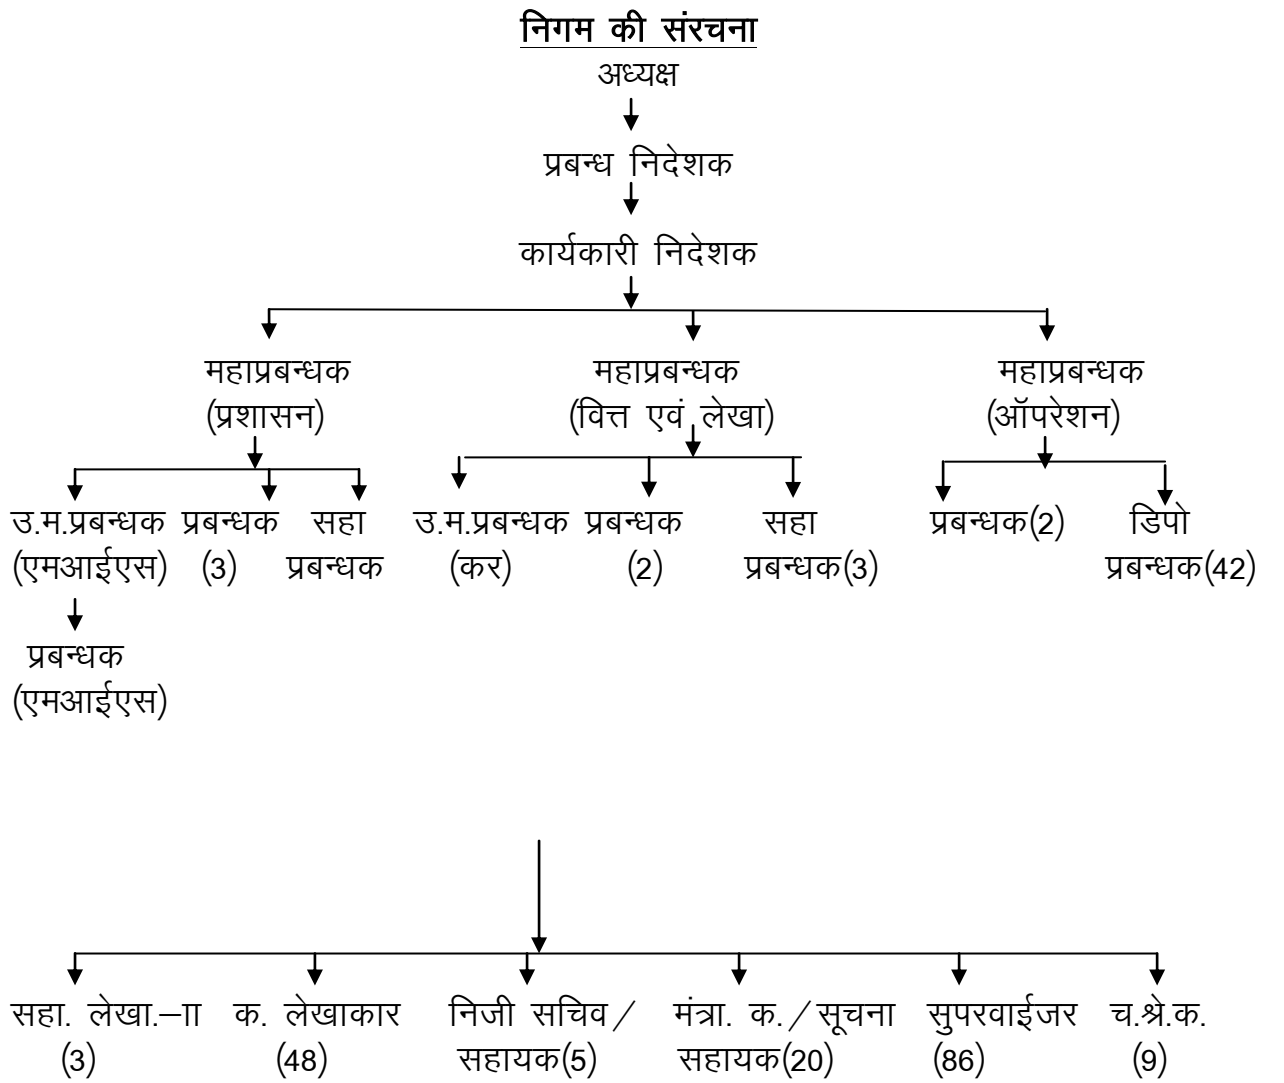 निगम की संरचना
अध्यक्ष
प्रबन्ध निदेशक
कार्यकारी निदेशक
महाप्रबन्धक महाप्रबन्धक महाप्रबन्धक
(प्रशासन) (वित्त एवं लेखा) (ऑपरेशन)
उ.म.प्रबन्धक प्रबन्धक सहा उ.म.प्रबन्धक प्रबन्धक सहा प्रबन्धक(2) डिपो
(एमआईएस) (3) प्रबन्धक (कर) (2) प्रबन्धक(3) प्रबन्धक(42)
प्रबन्धक
(एमआईएस)
सहा. लेखा.–ाा क. लेखाकार निजी सचिव/ मंत्रा. क./सूचना सुपरवाईजर च.श्रे.क.
(3) (48) सहायक(5) सहायक(20) (86) (9)